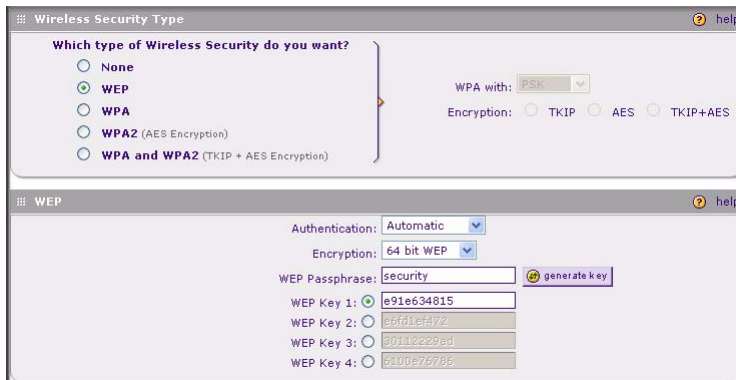 Wireless Security Type
help
Which type of Wireless Security do you want?
None
WEP
WPA
WPA2 (AES Encryption)
WPA and WPA2 (TKIP + AES Encryption)
WPA with: PSK
Encryption: TKIP AES TKIP+AES
WEP
help
Authentication: Automatic
Encryption: 64 bit WEP
WEP Passphrase: security generate key
WEP Key 1: e91e634815
WEP Key 2: e6fd1ef472
WEP Key 3: 30112229ed
WEP Key 4: 6100e76786